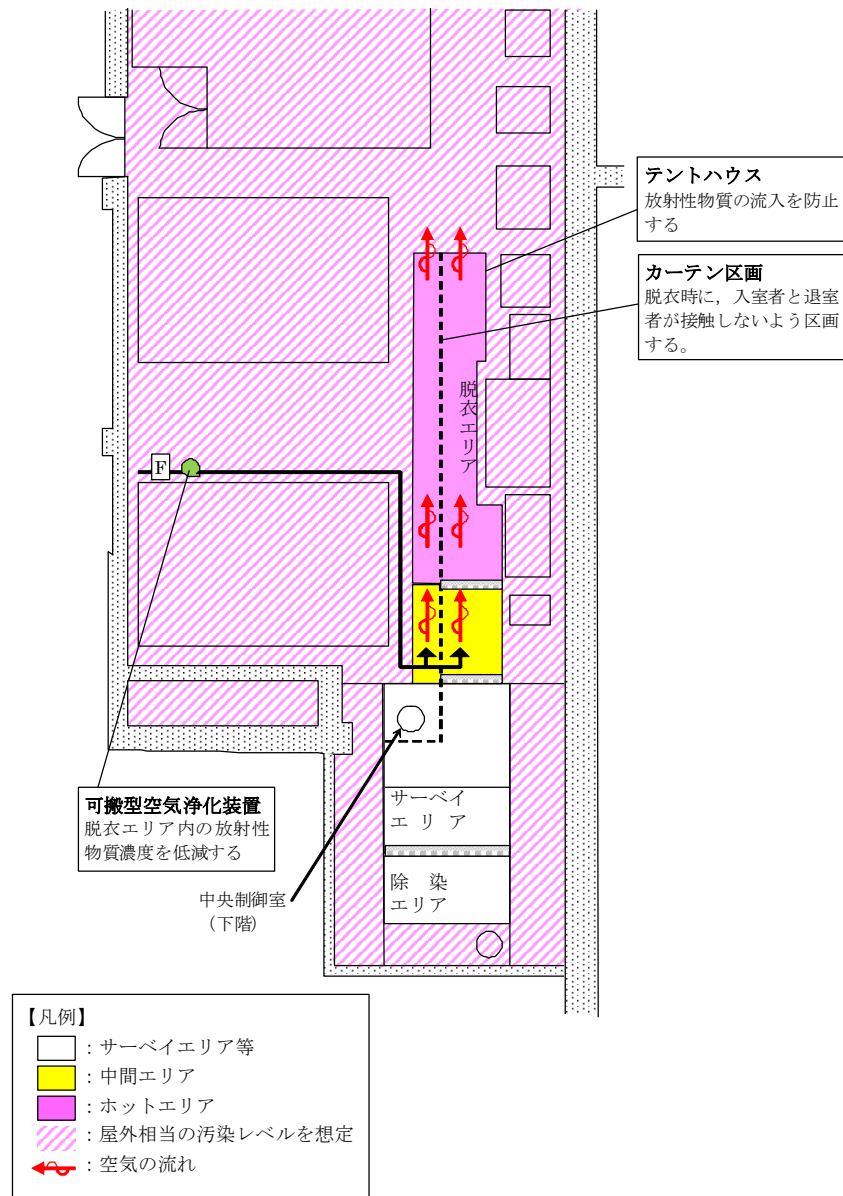 テントハウス
放射性物質の流入を防止
する
カーテン区画
脱衣時に，入室者と退室
者が接触しないよう区画
する。
脱衣エリア
F
可搬型空気浄化装置
脱衣エリア内の放射性
物質濃度を低減する
サーベイ
エリア
除染
エリア
中央制御室
（下階）
【凡例】
：サーベイエリア等
：中間エリア
：ホットエリア
：屋外相当の汚染レベルを想定
：空気の流れ